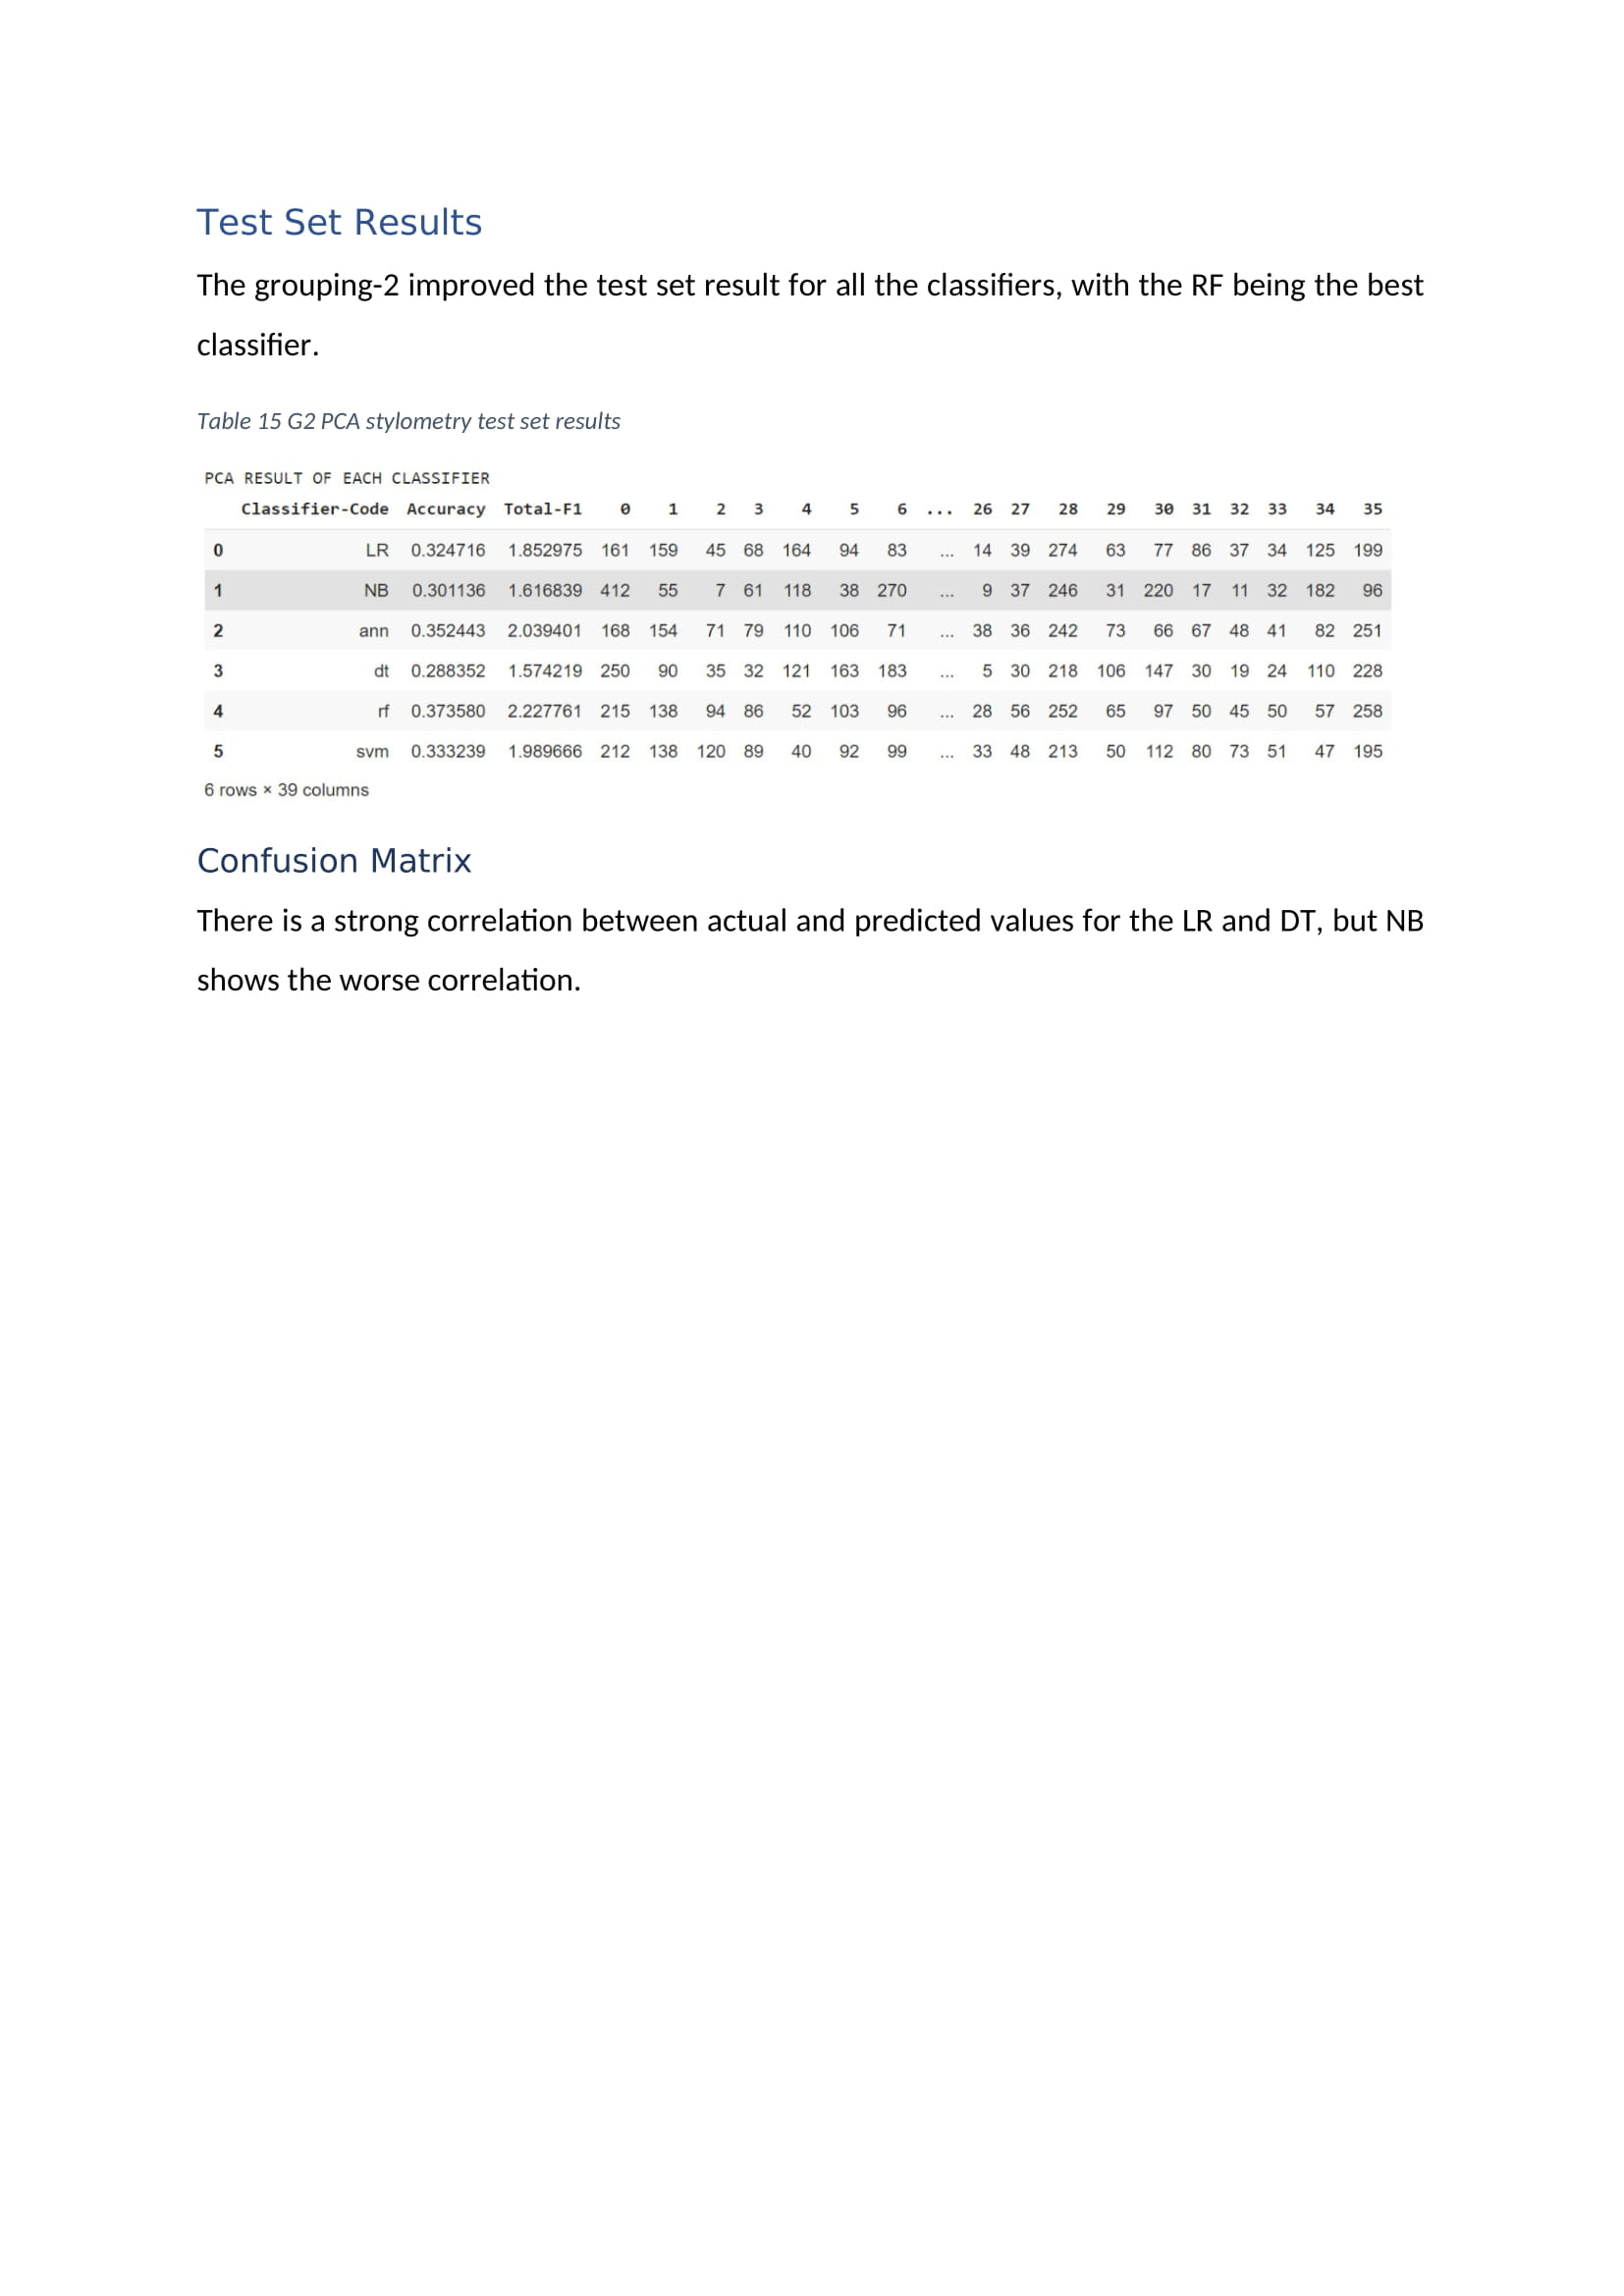 Test Set Results
The grouping-2 improved the test set result for all the classifiers, with the RF being the best
classifier.
Table 15 G2 PCA stylometry test set results
PCA RESULT OF EACH CLASSIFIER
Classifier-Code Accuracy Total-F1 0 1 2 3 4 5 6 ... 26 27 28 29 30 31 32 33 34 35
0 LR 0.324716 1.852975 161 159 45 68 164 94 83 ... 14 39 274 63 77 86 37 34 125 199
1 NB 0.301136 1.616839 412 55 7 61 118 38 270 ... 9 37 246 31 220 17 11 32 182 96
2 ann 0.352443 2.039401 168 154 71 79 110 106 71 ... 38 36 242 73 66 67 48 41 82 251
3 dt 0.288352 1.574219 250 90 35 32 121 163 183 ... 5 30 218 106 147 30 19 24 110 228
4 rf 0.373580 2.227761 215 138 94 86 52 103 96 ... 28 56 252 65 97 50 45 50 57 258
5 svm 0.333239 1.989666 212 138 120 89 40 92 99 ... 33 48 213 50 112 80 73 51 47 195
6 rows × 39 columns
Confusion Matrix
There is a strong correlation between actual and predicted values for the LR and DT, but NB
shows the worse correlation.